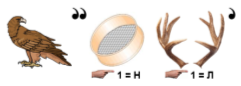 ,,
,
1 = Н
1 = Л